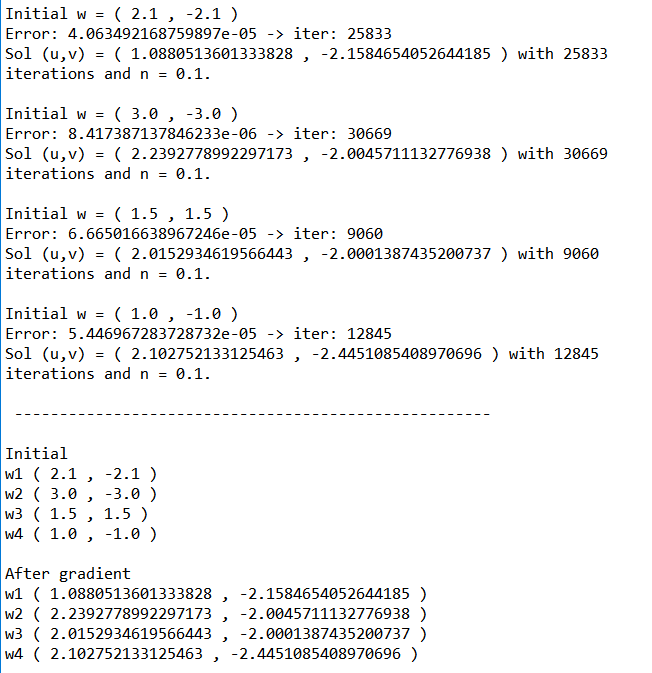 Initial w = ( 2.1 , -2.1 )
Error: 4.063492168759897e-05 -> iter: 25833
Sol (u,v) = ( 1.0880513601333828 , -2.1584654052644185 ) with 25833
iterations and n = 0.1.
Initial w = ( 3.0 , -3.0 )
Error: 8.417387137846233e-06 -> iter: 30669
Sol (u,v) = ( 2.2392778992297173 , -2.0045711132776938 ) with 30669
iterations and n = 0.1.
Initial w = ( 1.5 , 1.5 )
Error: 6.665016638967246e-05 -> iter: 9060
Sol (u,v) = ( 2.0152934619566443 , -2.0001387435200737 ) with 9060
iterations and n = 0.1.
Initial w = ( 1.0 , -1.0 )
Error: 5.446967283728732e-05 -> iter: 12845
Sol (u,v) = ( 2.102752133125463 , -2.4451085408970696 ) with 12845
iterations and n = 0.1.
-----------------------------------------------------
Initial
w1 ( 2.1 , -2.1 )
w2 ( 3.0 , -3.0 )
w3 ( 1.5 , 1.5 )
w4 ( 1.0 , -1.0 )
After gradient
w1 ( 1.0880513601333828 , -2.1584654052644185 )
w2 ( 2.2392778992297173 , -2.0045711132776938 )
w3 ( 2.0152934619566443 , -2.0001387435200737 )
w4 ( 2.102752133125463 , -2.4451085408970696 )